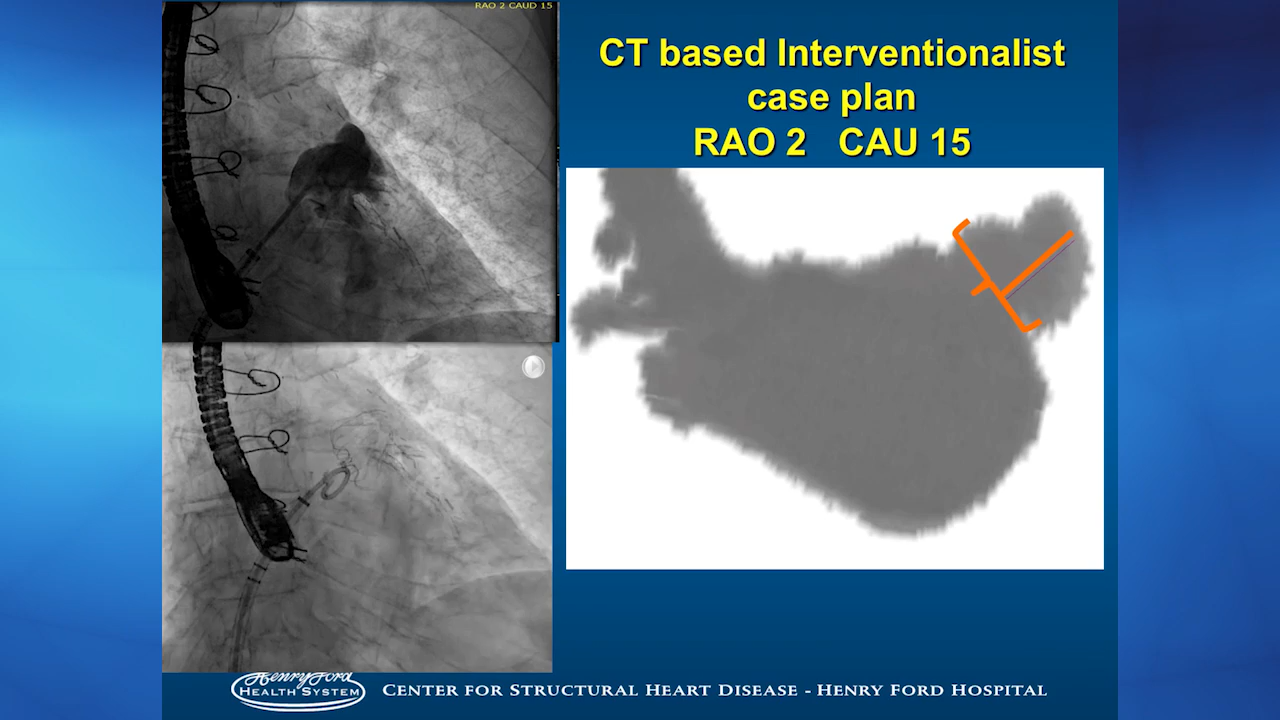 RAO 2 CAUD 15
CT based Interventionalist
case plan
RAO 2 CAU 15
Henry Ford
HEALTH SYSTEM
CENTER FOR STRUCTURAL HEART DISEASE - HENRY FORD HOSPITAL